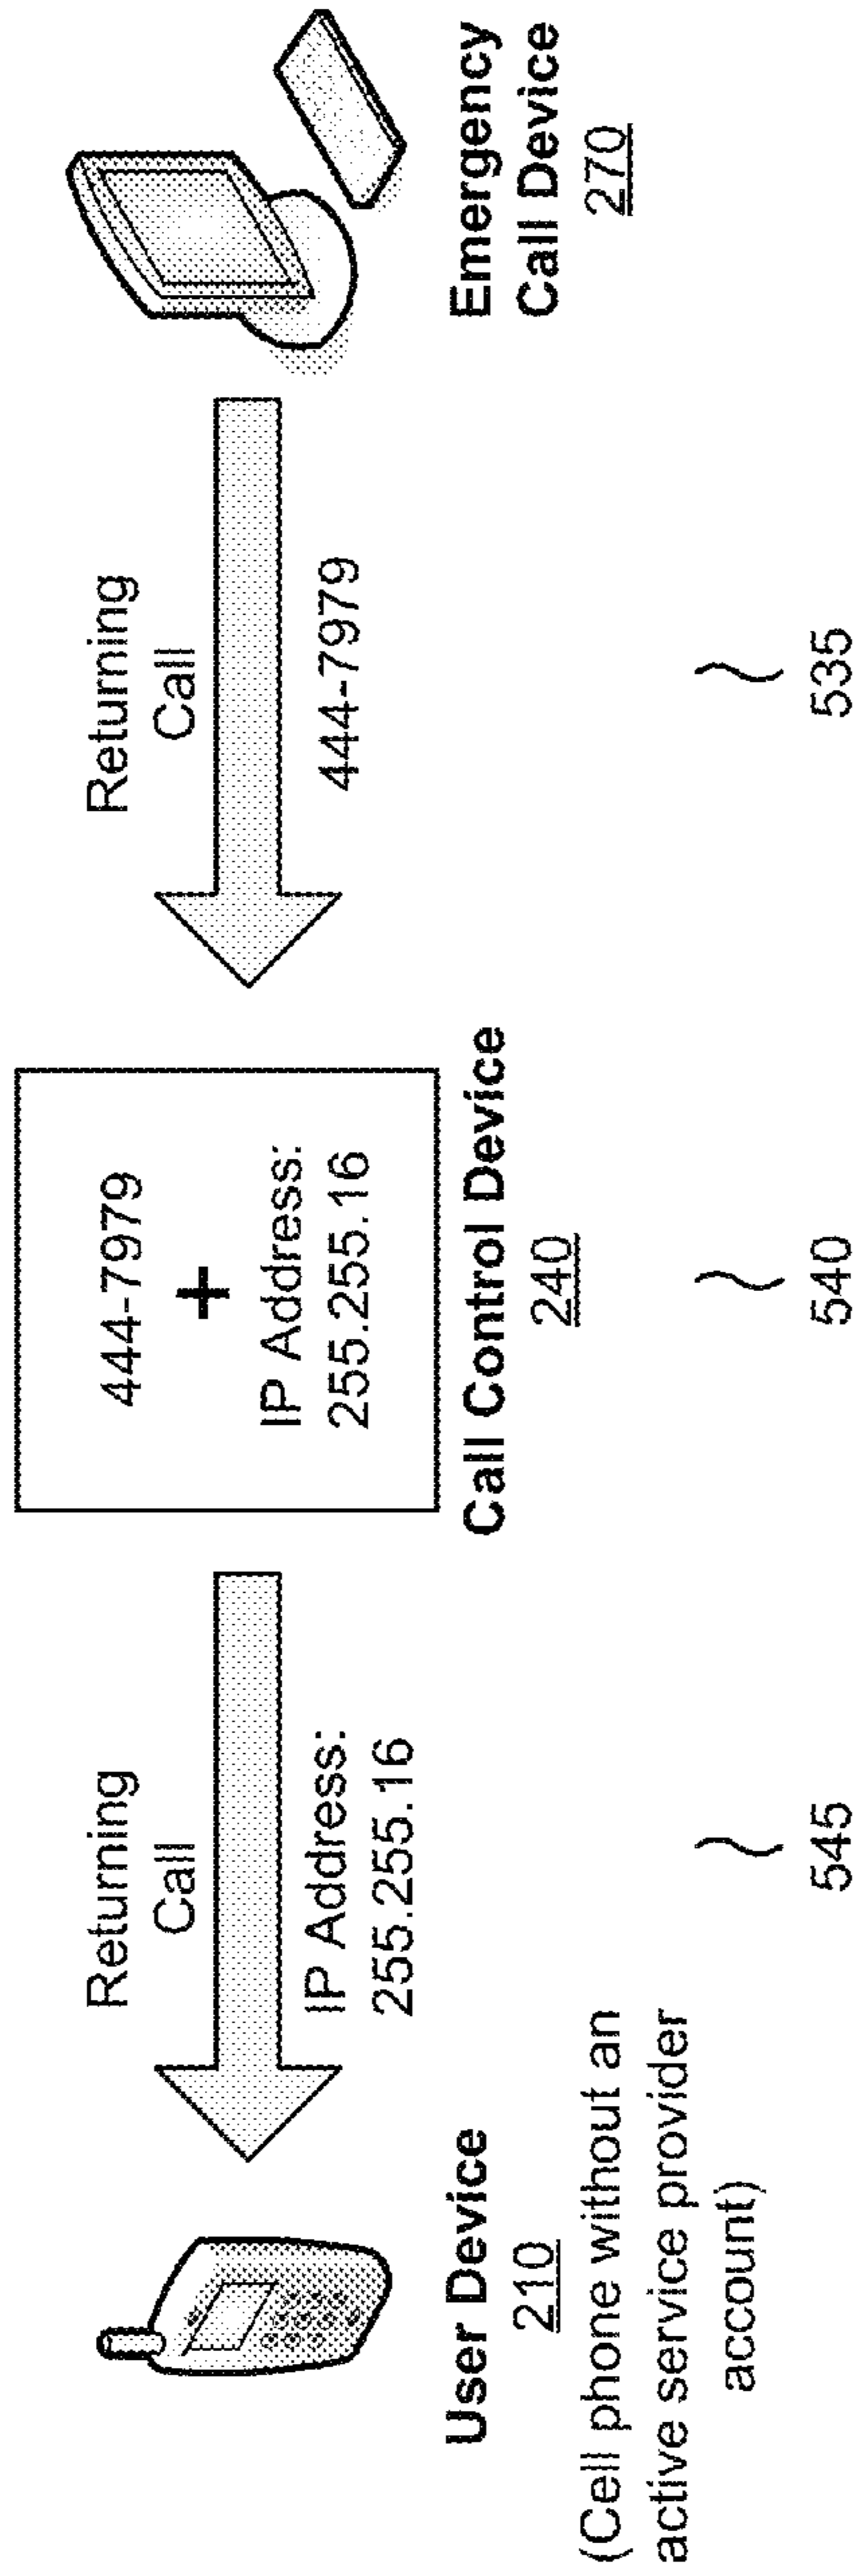 Returning
Call
IP Address:
255.255.16
User Device
210
(Cell phone without an
active service provider
account)
545
444-7979
+
IP Address:
255.255.16
Call Control Device
240
540
Returning
Call
444-7979
535
Emergency
Call Device
270